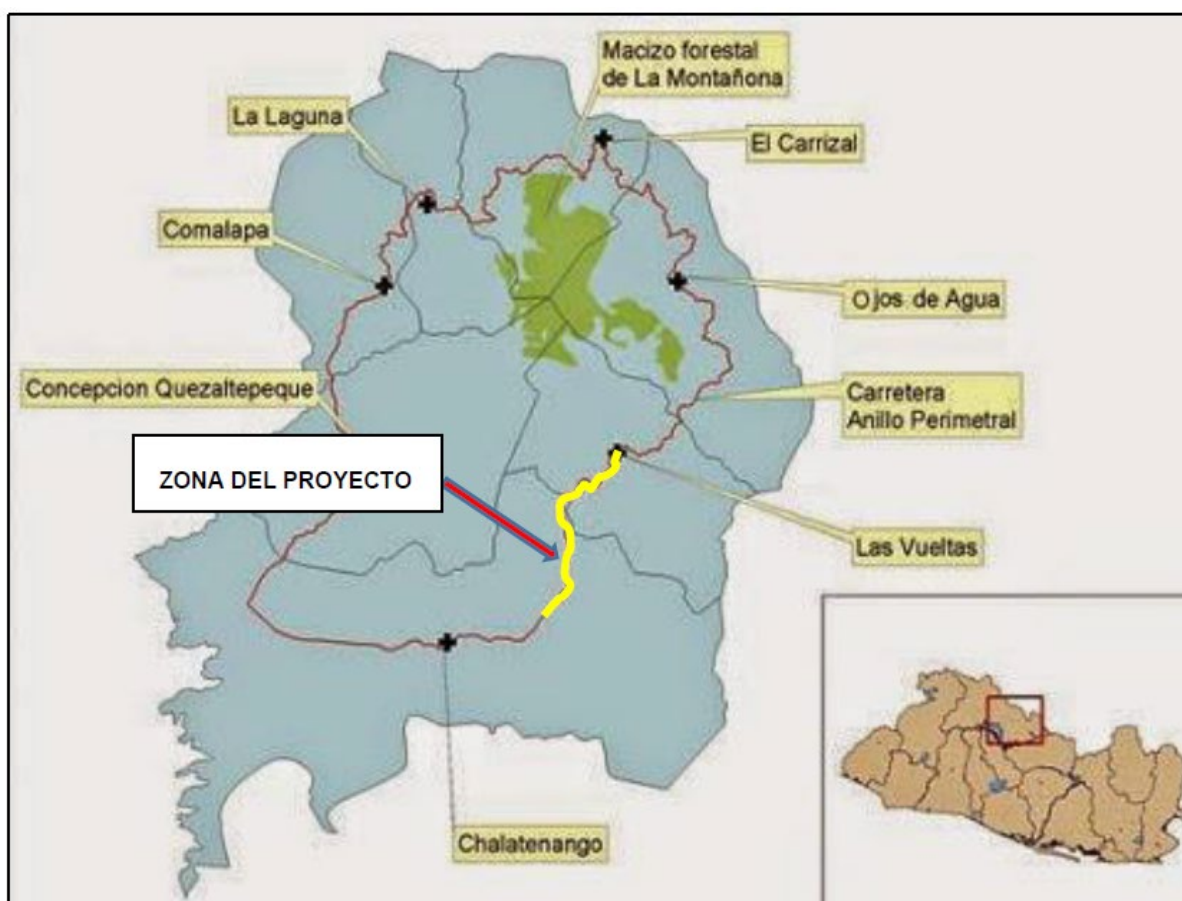 Macizo forestal
de La Montañona
La Laguna
El Carrizal
Comalapa
Ojos de Agua
Concepcion Quezaltepeque
Carretera
Anillo Perimetral
ZONA DEL PROYECTO
Las Vueltas
Chalatenango